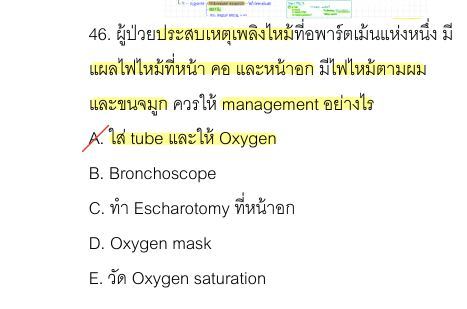 46. ผู้ป่วยประสบเหตุเพลิงไหม้ที่อพาร์ตเม้นแห่งหนึ่ง มี
แผลไฟไหม้ที่หน้า คอ และหน้าอก มีไฟไหม้ตามผม
และขนจมูก ควรให้ management อย่างไร
A. ใส่ tube และให้ Oxygen
B. Bronchoscope
C. ทำ Escharotomy ที่หน้าอก
D. Oxygen mask
E. วัด Oxygen saturation